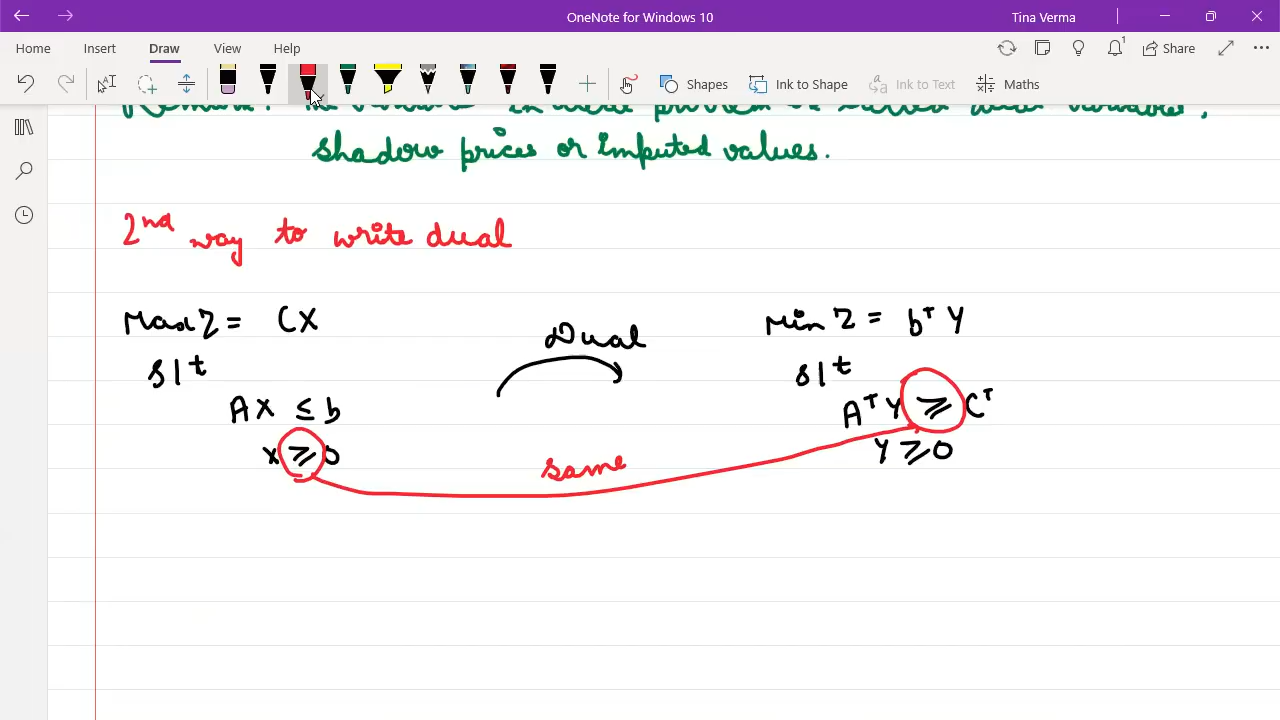 OneNote for Windows 10
Tina Verma
Home Insert Draw View Help
1
Share
Shapes
Ink to Shape
Ink to Text
Maths
shadow prices or imputed values.
2nd way to write dual
Max Z = CX
s|t
AX ≤ b
x ≥ 0
Dual
same
Min Z = bᵀ Y
s|t
Aᵀ Y ≥ Cᵀ
Y ≥ 0